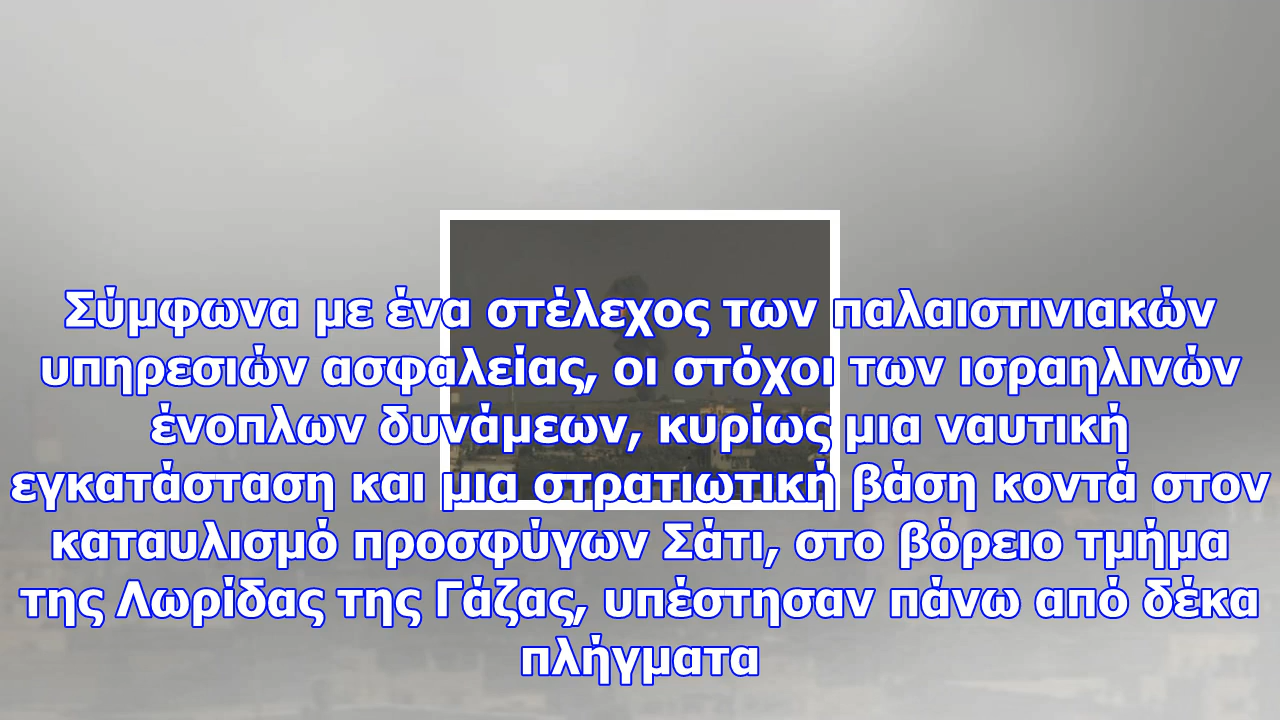 Σύμφωνα με ένα στέλεχος των παλαιστινιακών
υπηρεσιών ασφαλείας, οι στόχοι των ισραηλινών
ένοπλων δυνάμεων, κυρίως μια ναυτική
εγκατάσταση και μια στρατιωτική βάση κοντά στον
καταυλισμό προσφύγων Σάτι, στο βόρειο τμήμα
της Λωρίδας της Γάζας, υπέστησαν πάνω από δέκα
πλήγματα